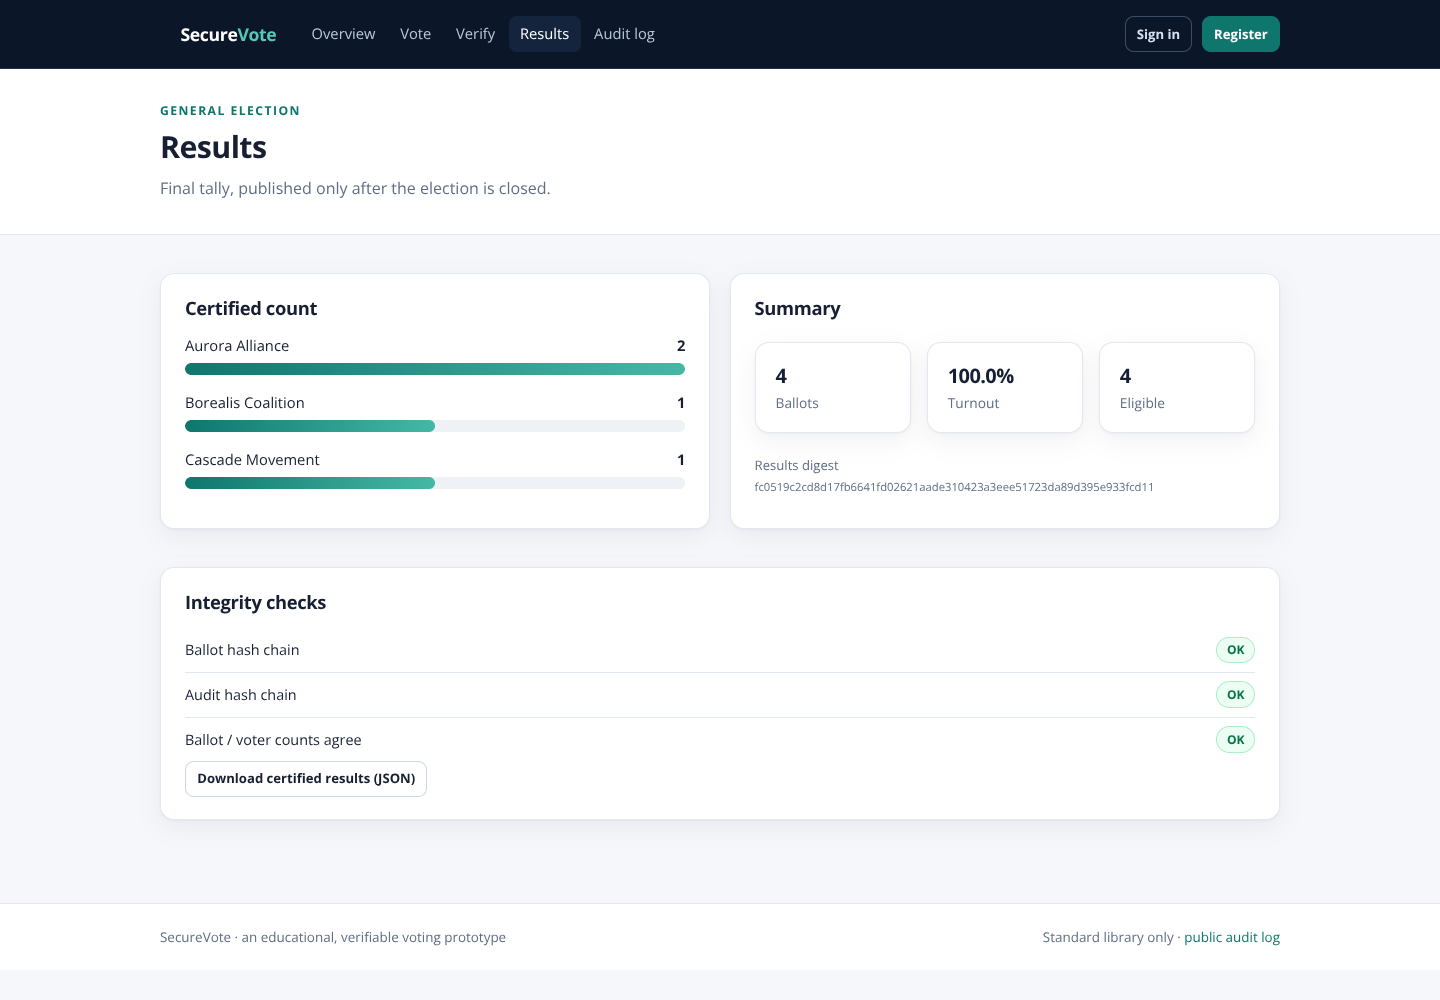 SecureVote Overview Vote Verify Results Audit log Sign in Register
GENERAL ELECTION
Results
Final tally, published only after the election is closed.
Certified count
Aurora Alliance 2
Borealis Coalition 1
Cascade Movement 1
Summary
4 100.0% 4
Ballots Turnout Eligible
Results digest
fc0519c2cd8d17fb6641fd02621aade310423a3eee51723da89d395e933fcd11
Integrity checks
Ballot hash chain OK
Audit hash chain OK
Ballot / voter counts agree OK
Download certified results (JSON)
SecureVote · an educational, verifiable voting prototype Standard library only · public audit log